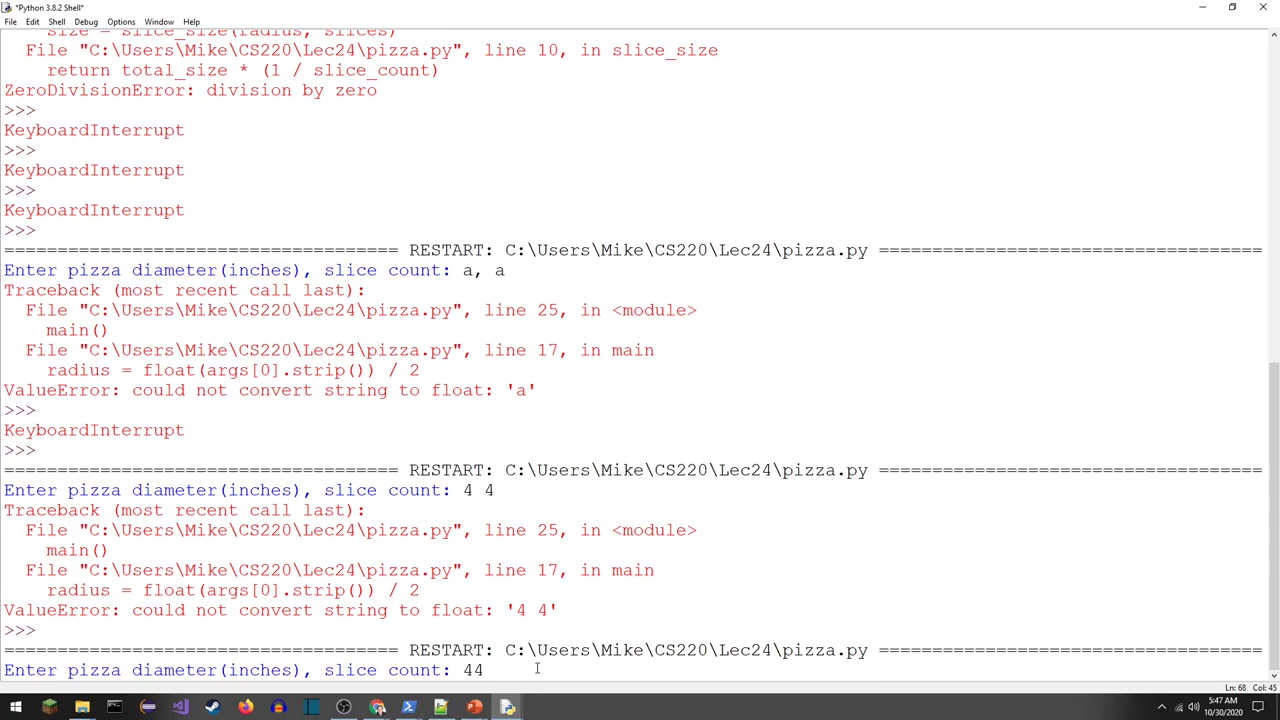 *Python 3.8.2 Shell*
File Edit Shell Debug Options Window Help
size = slice_size(radius, slices)
File "C:\Users\Mike\CS220\Lec24\pizza.py", line 10, in slice_size
return total_size * (1 / slice_count)
ZeroDivisionError: division by zero
>>>
KeyboardInterrupt
>>>
KeyboardInterrupt
>>>
KeyboardInterrupt
>>>
===================================== RESTART: C:\Users\Mike\CS220\Lec24\pizza.py ====================================
Enter pizza diameter(inches), slice count: a, a
Traceback (most recent call last):
File "C:\Users\Mike\CS220\Lec24\pizza.py", line 25, in <module>
main()
File "C:\Users\Mike\CS220\Lec24\pizza.py", line 17, in main
radius = float(args[0].strip()) / 2
ValueError: could not convert string to float: 'a'
>>>
KeyboardInterrupt
>>>
===================================== RESTART: C:\Users\Mike\CS220\Lec24\pizza.py ====================================
Enter pizza diameter(inches), slice count: 4 4
Traceback (most recent call last):
File "C:\Users\Mike\CS220\Lec24\pizza.py", line 25, in <module>
main()
File "C:\Users\Mike\CS220\Lec24\pizza.py", line 17, in main
radius = float(args[0].strip()) / 2
ValueError: could not convert string to float: '4 4'
>>>
===================================== RESTART: C:\Users\Mike\CS220\Lec24\pizza.py ====================================
Enter pizza diameter(inches), slice count: 44
Ln: 68 Col: 45
5:47 AM
10/30/2020